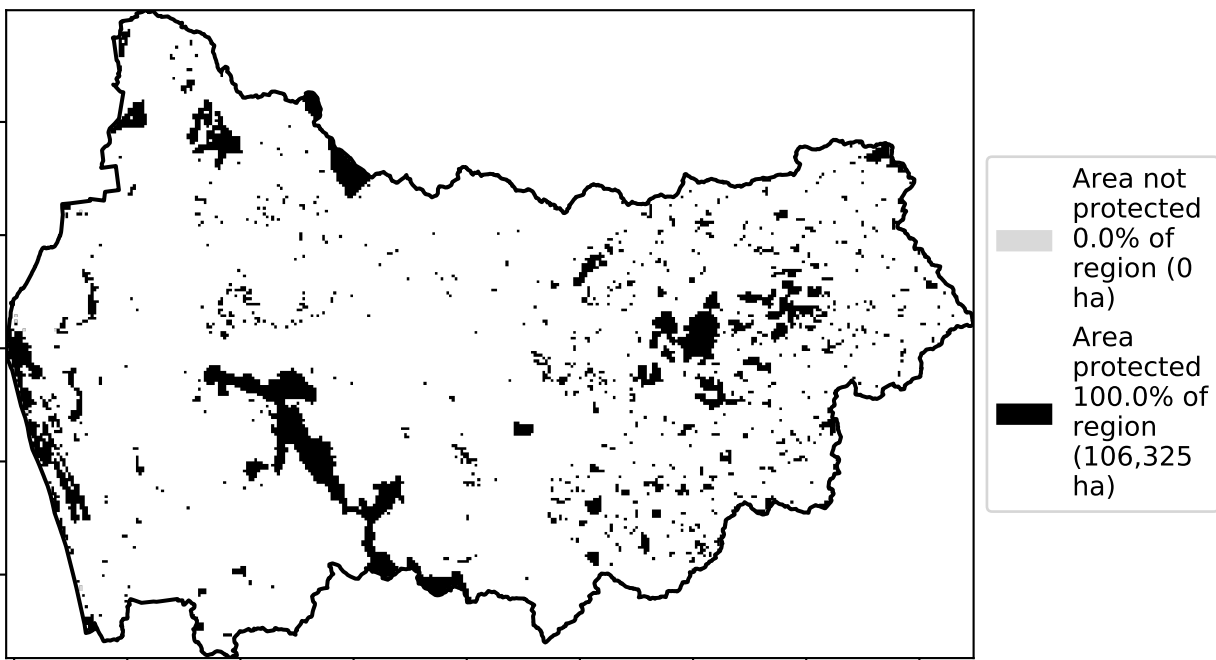 Area not
protected
0.0% of
region (0
ha)
Area
protected
100.0% of
region
(106,325
ha)